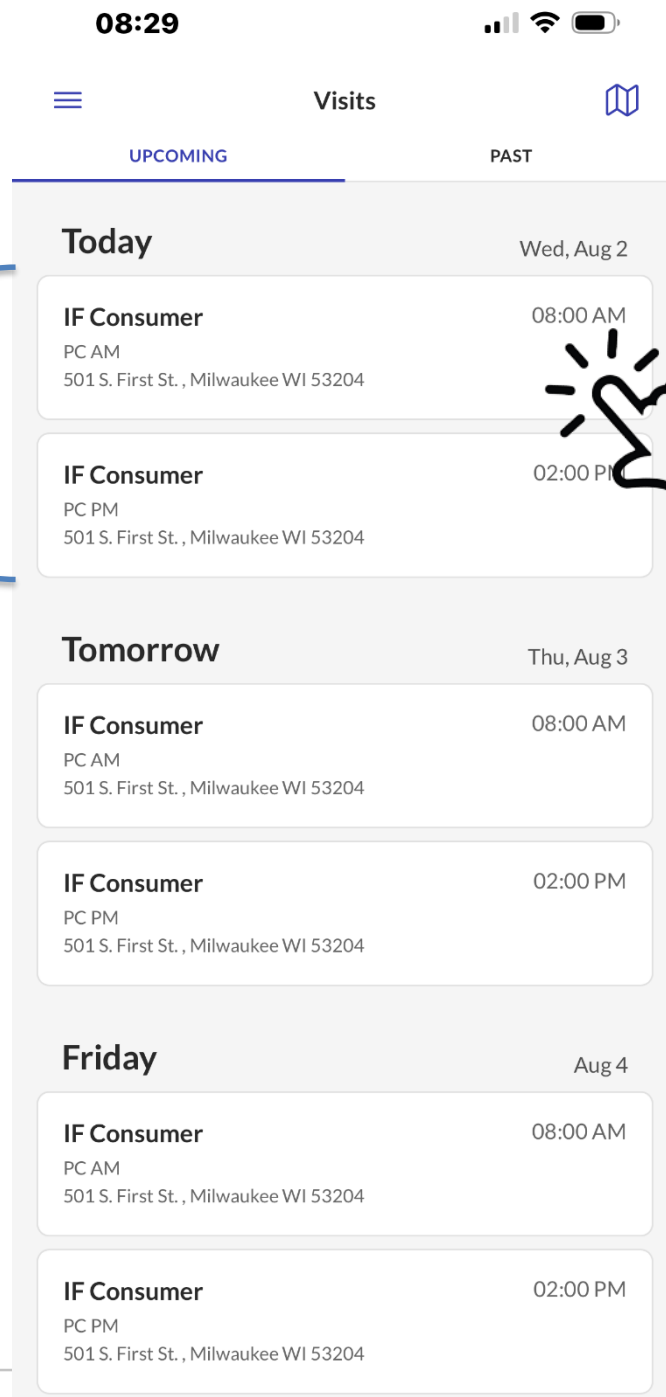 08:29
Visits
UPCOMING PAST
Today Wed, Aug 2
IF Consumer 08:00 AM
PC AM
501 S. First St. , Milwaukee WI 53204
IF Consumer 02:00 PM
PC PM
501 S. First St. , Milwaukee WI 53204
Tomorrow Thu, Aug 3
IF Consumer 08:00 AM
PC AM
501 S. First St. , Milwaukee WI 53204
IF Consumer 02:00 PM
PC PM
501 S. First St. , Milwaukee WI 53204
Friday Aug 4
IF Consumer 08:00 AM
PC AM
501 S. First St. , Milwaukee WI 53204
IF Consumer 02:00 PM
PC PM
501 S. First St. , Milwaukee WI 53204